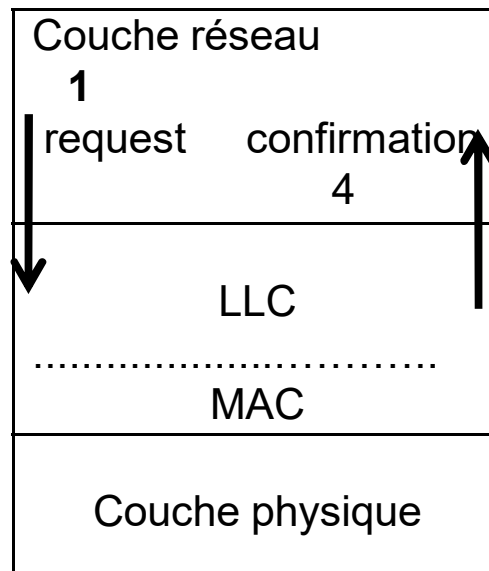 Couche réseau
1
request confirmation
4
LLC
.................................
MAC
Couche physique